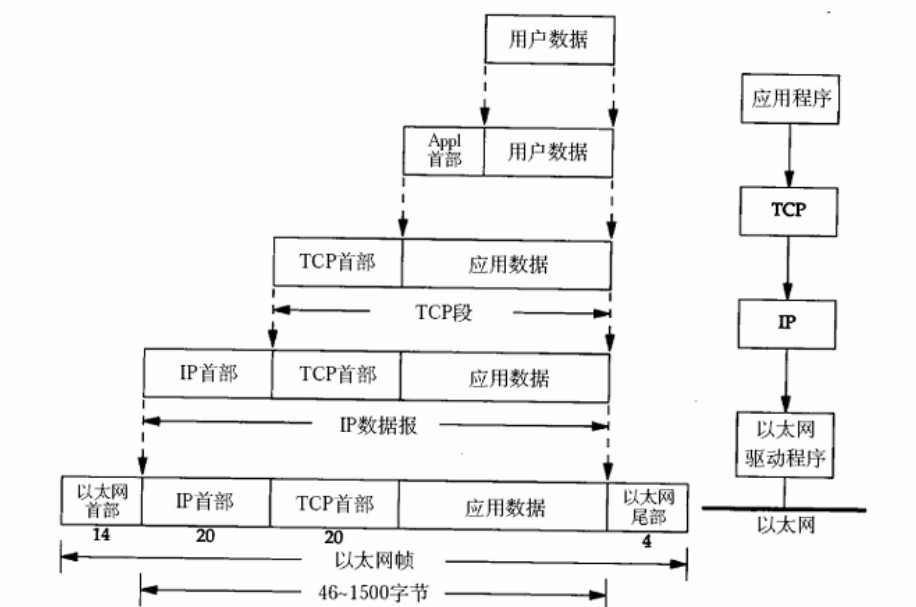 用户数据
应用程序
Appl
首部
用户数据
TCP
TCP首部
应用数据
TCP段
IP
IP首部
TCP首部
应用数据
IP数据报
以太网
驱动程序
以太网
首部
IP首部
TCP首部
应用数据
以太网
尾部
以太网
14
20
20
4
以太网帧
46~1500字节